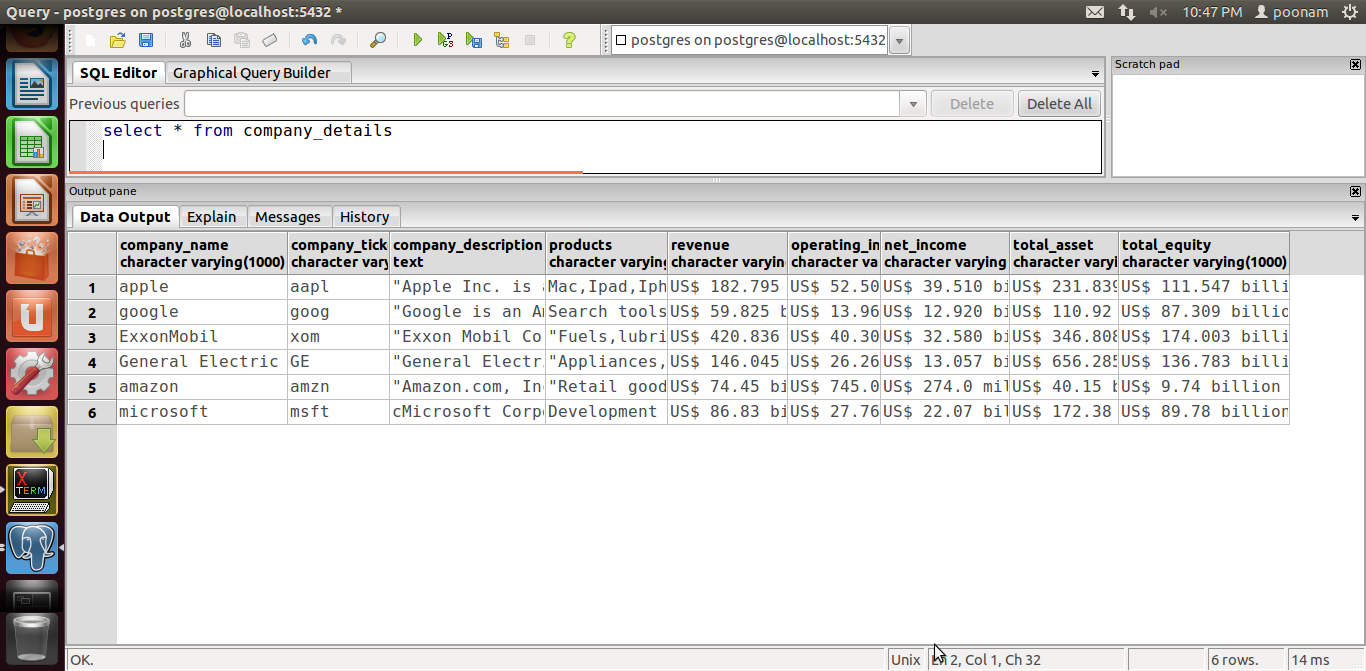 Query - postgres on postgres@localhost:5432 *
10:47 PM poonam
postgres on postgres@localhost:5432
SQL Editor Graphical Query Builder
Scratch pad
Previous queries Delete Delete All
select * from company_details
Output pane
Data Output Explain Messages History
company_name company_tick company_description products revenue operating_in net_income total_asset total_equity
character varying(1000) character vary text character varying character varyin character va character varying character varyi character varying(1000)
1 apple aapl "Apple Inc. is Mac,Ipad,Iph US$ 182.795 US$ 52.50 US$ 39.510 bi US$ 231.839 US$ 111.547 billi
2 google goog "Google is an A Search tools US$ 59.825 b US$ 13.96 US$ 12.920 bi US$ 110.92 US$ 87.309 billio
3 ExxonMobil xom "Exxon Mobil Co "Fuels,lubri US$ 420.836 US$ 40.30 US$ 32.580 bi US$ 346.808 US$ 174.003 billi
4 General Electric GE "General Electr "Appliances, US$ 146.045 US$ 26.26 US$ 13.057 bi US$ 656.285 US$ 136.783 billi
5 amazon amzn "Amazon.com, In "Retail good US$ 74.45 bi US$ 745.0 US$ 274.0 mil US$ 40.15 b US$ 9.74 billion
6 microsoft msft cMicrosoft Corp Development US$ 86.83 bi US$ 27.76 US$ 22.07 bil US$ 172.38 US$ 89.78 billion
X
TERM
OK. Unix 2, Col 1, Ch 32 6 rows. 14 ms